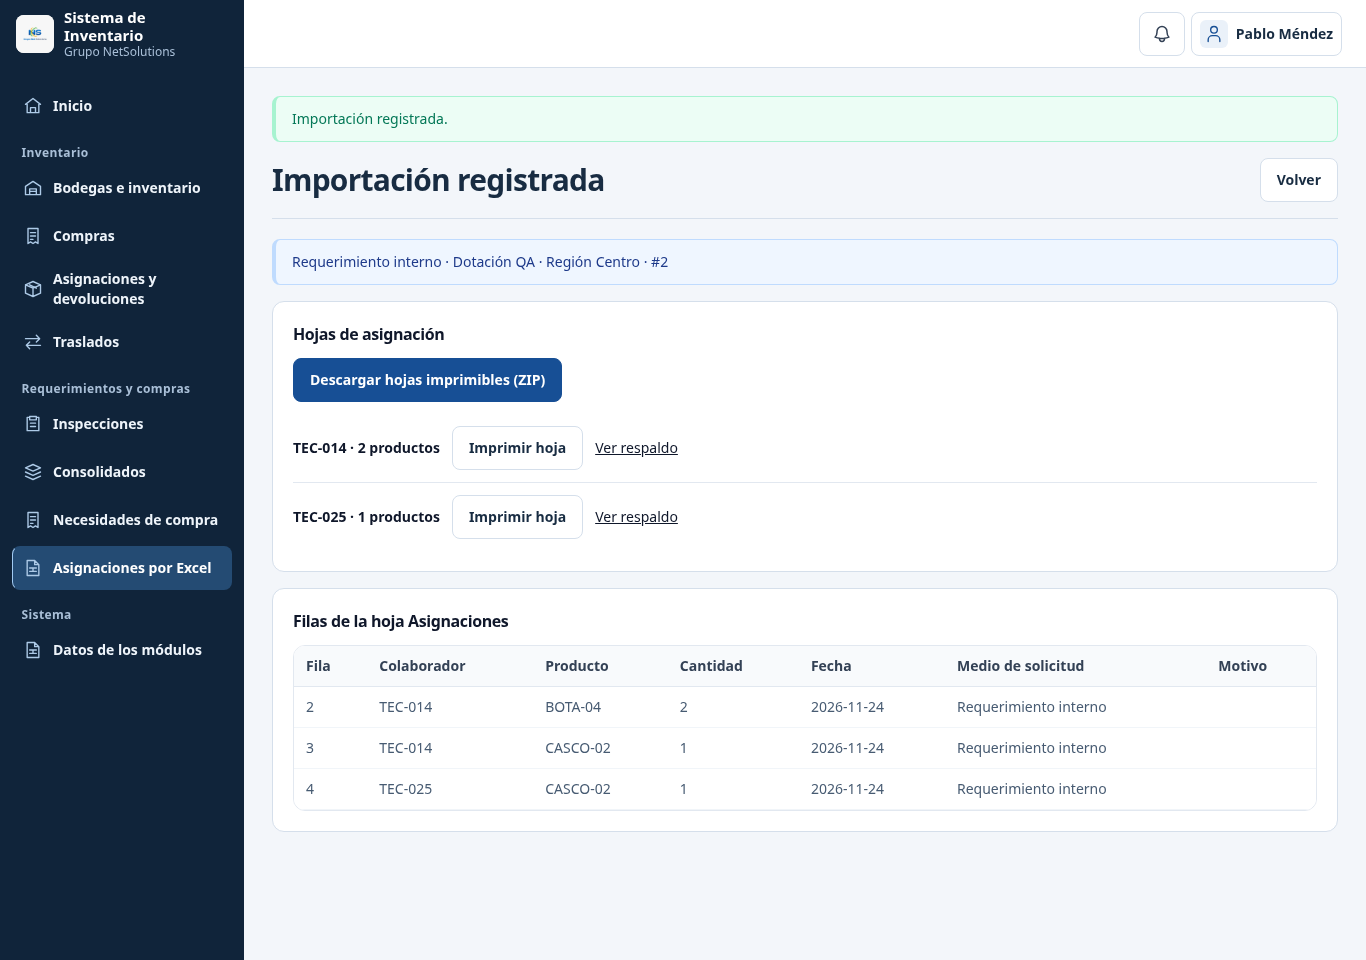 Sistema de
Inventario
Grupo NetSolutions
Inicio
Inventario
Bodegas e inventario
Compras
Asignaciones y
devoluciones
Traslados
Requerimientos y compras
Inspecciones
Consolidados
Necesidades de compra
Asignaciones por Excel
Sistema
Datos de los módulos
Pablo Méndez
Importación registrada.
Importación registrada
Volver
Requerimiento interno · Dotación QA · Región Centro · #2
Hojas de asignación
Descargar hojas imprimibles (ZIP)
TEC-014 · 2 productos Imprimir hoja Ver respaldo
TEC-025 · 1 productos Imprimir hoja Ver respaldo
Filas de la hoja Asignaciones
Fila Colaborador Producto Cantidad Fecha Medio de solicitud Motivo
2 TEC-014 BOTA-04 2 2026-11-24 Requerimiento interno
3 TEC-014 CASCO-02 1 2026-11-24 Requerimiento interno
4 TEC-025 CASCO-02 1 2026-11-24 Requerimiento interno